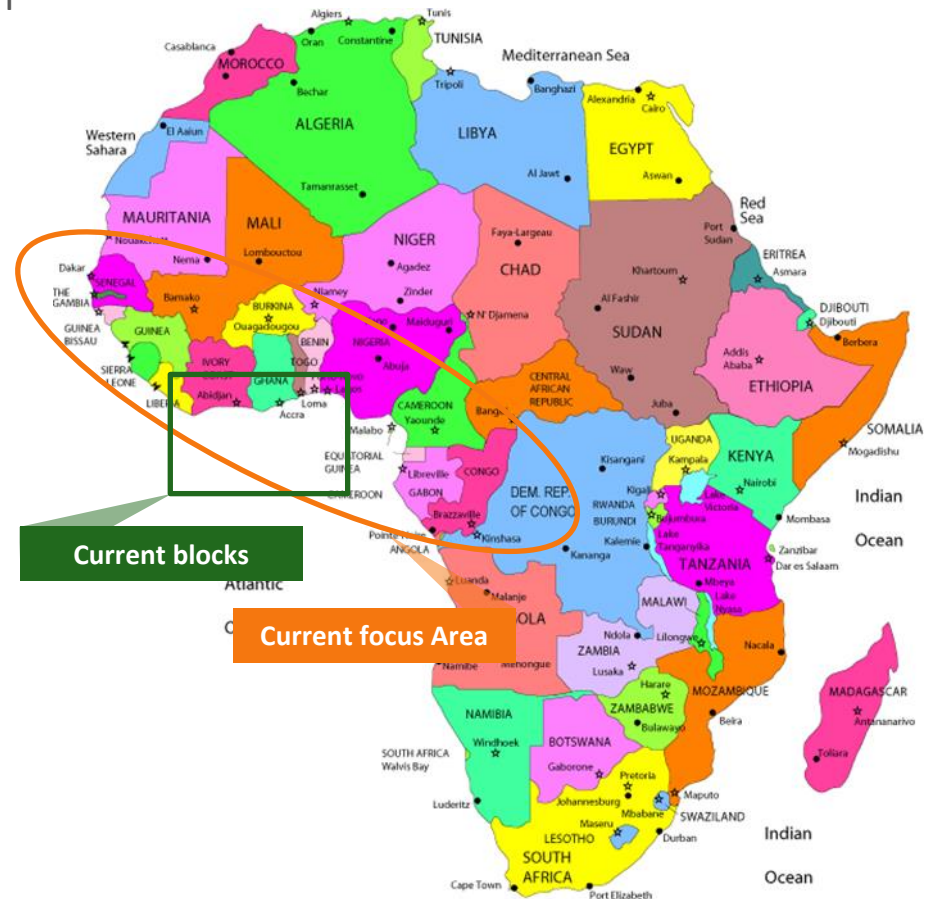 Algiers
Tunis
Oran
Constantine
TUNISIA
Casablanca
MOROCCO
Mediterranean Sea
Bechar
Tripoli
Banghazi
Alexandria
Cairo
ALGERIA
LIBYA
EGYPT
Western
Sahara
El Aaiun
Al Jawt
Aswan
Tamanrasset
Red
Sea
MAURITANIA
MALI
NIGER
Faya-Largeau
Port
Sudan
Nema
Lombouctou
CHAD
ERITREA
Asmara
Dakar
SENEGAL
Agadez
Khartoum
THE
GAMBIA
Bamako
BURKINA
Niamey
Zinder
Al Fashir
DJIBOUTI
Djibouti
GUINEA
BISSAU
GUINEA
Ouagadougou
N' Djamena
Maiduguri
SUDAN
Berbera
BENIN
NIGERIA
Abuja
Addis
Ababa
SIERRA
LEONE
IVORY
GHANA
TOGO
CENTRAL
AFRICAN
REPUBLIC
Waw
ETHIOPIA
LIBERIA
Abidjan
Lagos
Loma
Accra
CAMEROON
Yaounde
Juba
SOMALIA
Malabo
UGANDA
Kampala
KENYA
Mogadishu
EQUATORIAL
GUINEA
Kisangani
Libreville
CONGO
GABON
CAMEROON
DEM. REP.
OF CONGO
Kigali
RWANDA
BURUNDI
Bujumbura
Lake
Victoria
Nairobi
Indian
Ocean
Brazzaville
Kinshasa
Mombasa
ANGOLA
Kananga
Kalemie
Lake
Tanganyika
Zanzibar
Dar es Salaam
TANZANIA
Current blocks
Atlantic
Luanda
Malanje
Mbeya
MALAWI
Lake
Nyasa
Current focus Area
Ndola
Lilongwe
Nacala
ZAMBIA
Lusaka
Namibe
Menongue
Harare
MOZAMBIQUE
MADAGASCAR
Antananarivo
NAMIBIA
ZAMBABWE
Bulawayo
Beira
Windhoek
BOTSWANA
Toliara
SOUTH AFRICA
Walvis Bay
Gaborone
Pretoria
Luderitz
Johannesburg
Mbabane
Maputo
SWAZILAND
Maseru
LESOTHO
Durban
Indian
Ocean
SOUTH
AFRICA
Cape Town
Port Elizabeth